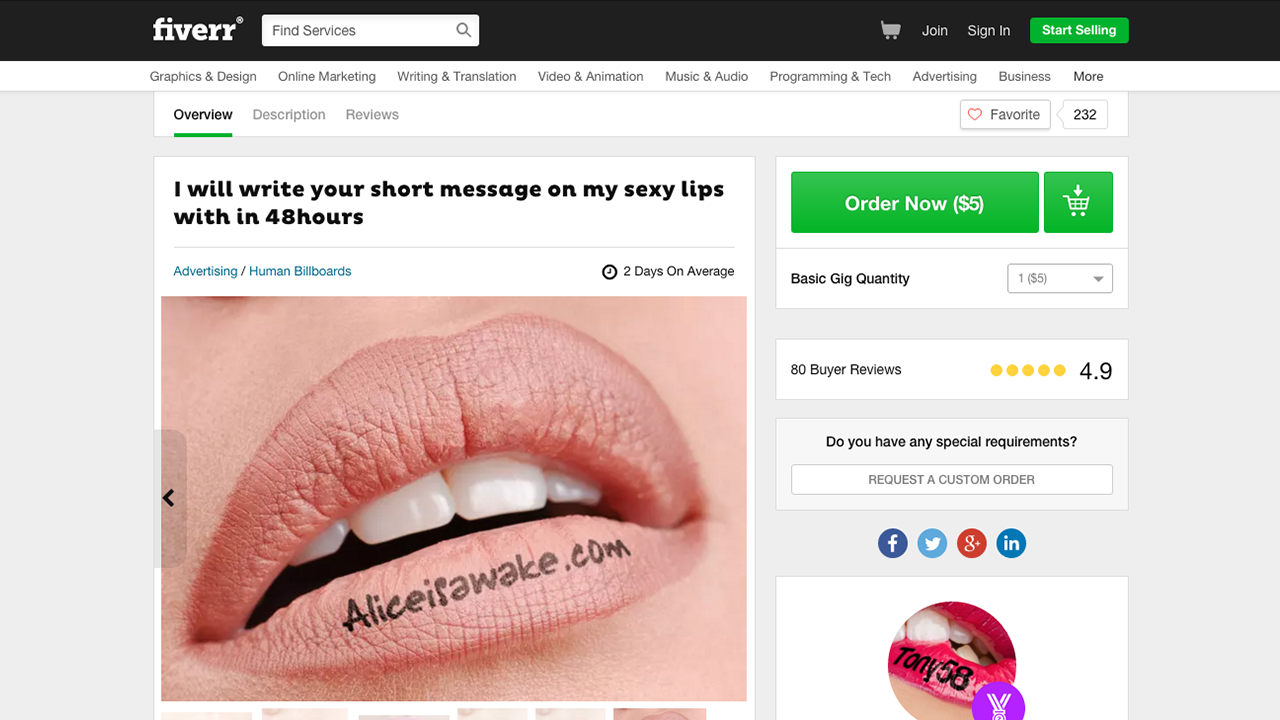 fiverr®
Find Services
Join
Sign In
Start Selling
Graphics & Design
Online Marketing
Writing & Translation
Video & Animation
Music & Audio
Programming & Tech
Advertising
Business
More
Overview
Description
Reviews
Favorite
232
I will write your short message on my sexy lips
with in 48hours
Advertising / Human Billboards
2 Days On Average
Aliceisawake.com
Order Now ($5)
Basic Gig Quantity
1 ($5)
80 Buyer Reviews
4.9
Do you have any special requirements?
REQUEST A CUSTOM ORDER
f
g+
in
Tony58